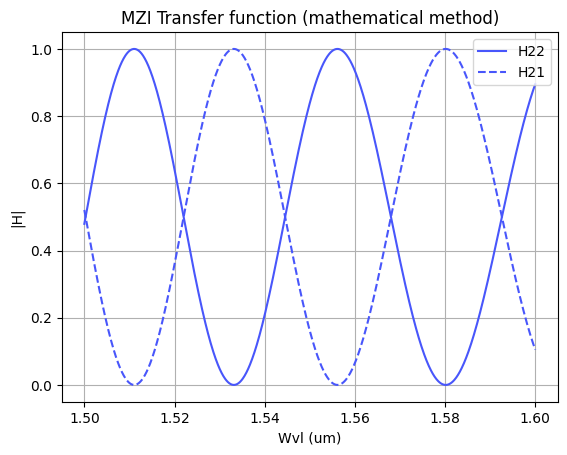 MZI Transfer function (mathematical method)
H22
H21
1.0
0.8
0.6
0.4
0.2
0.0
|H|
1.50 1.52 1.54 1.56 1.58 1.60
Wvl (um)